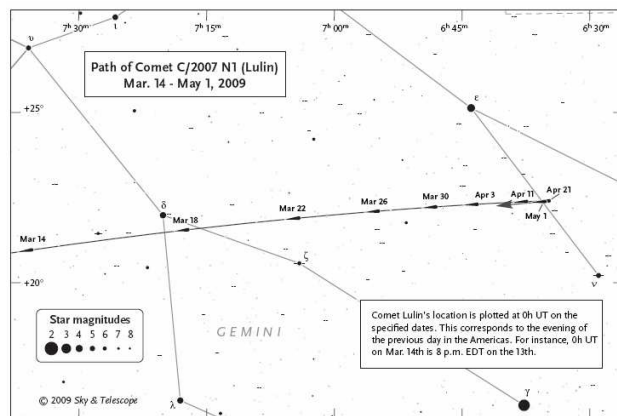 7h 30m 7h 15m 7h 00m 6h 45m 6h 30m
υ
ι
Path of Comet C/2007 N1 (Lulin)
Mar. 14 - May 1, 2009
ε
+25°
δ
Mar 14
Mar 18
Mar 22
Mar 26
Mar 30
Apr 3
Apr 11
Apr 21
May 1
ζ
ν
+20°
Star magnitudes
2 3 4 5 6 7 8
GEMINI
Comet Lulin's location is plotted at 0h UT on the
specified dates. This corresponds to the evening of
the previous day in the Americas. For instance, 0h UT
on Mar. 14th is 8 p.m. EDT on the 13th.
λ
γ
© 2009 Sky & Telescope